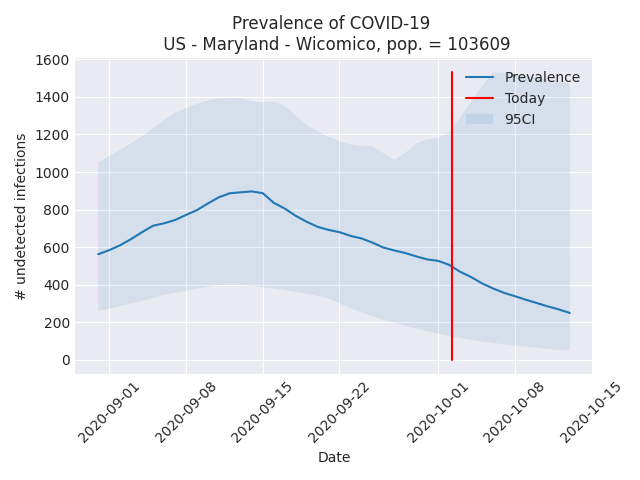 Prevalence of COVID-19
US - Maryland - Wicomico, pop. = 103609
# undetected infections
1600
1400
1200
1000
800
600
400
200
0
Prevalence
Today
95CI
2020-09-01
2020-09-08
2020-09-15
2020-09-22
2020-10-01
2020-10-08
2020-10-15
Date